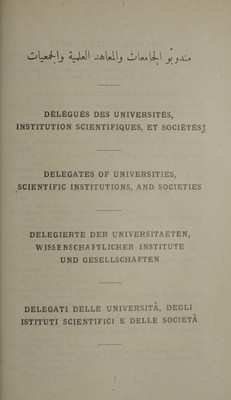 مندوبو الجامعات والمعاهد العلمية والجمعيات
DÉLÉGUÉS DES UNIVERSITÉS,
INSTITUTION SCIENTIFIQUES, ET SOCIÉTÉS
DELEGATES OF UNIVERSITIES,
SCIENTIFIC INSTITUTIONS, AND SOCIETIES
DELEGIERTE DER UNIVERSITAETEN,
WISSENSCHAFTLICHER INSTITUTE
UND GESELLSCHAFTEN
DELEGATI DELLE UNIVERSITÀ, DEGLI
ISTITUTI SCIENTIFICI E DELLE SOCIETÀ